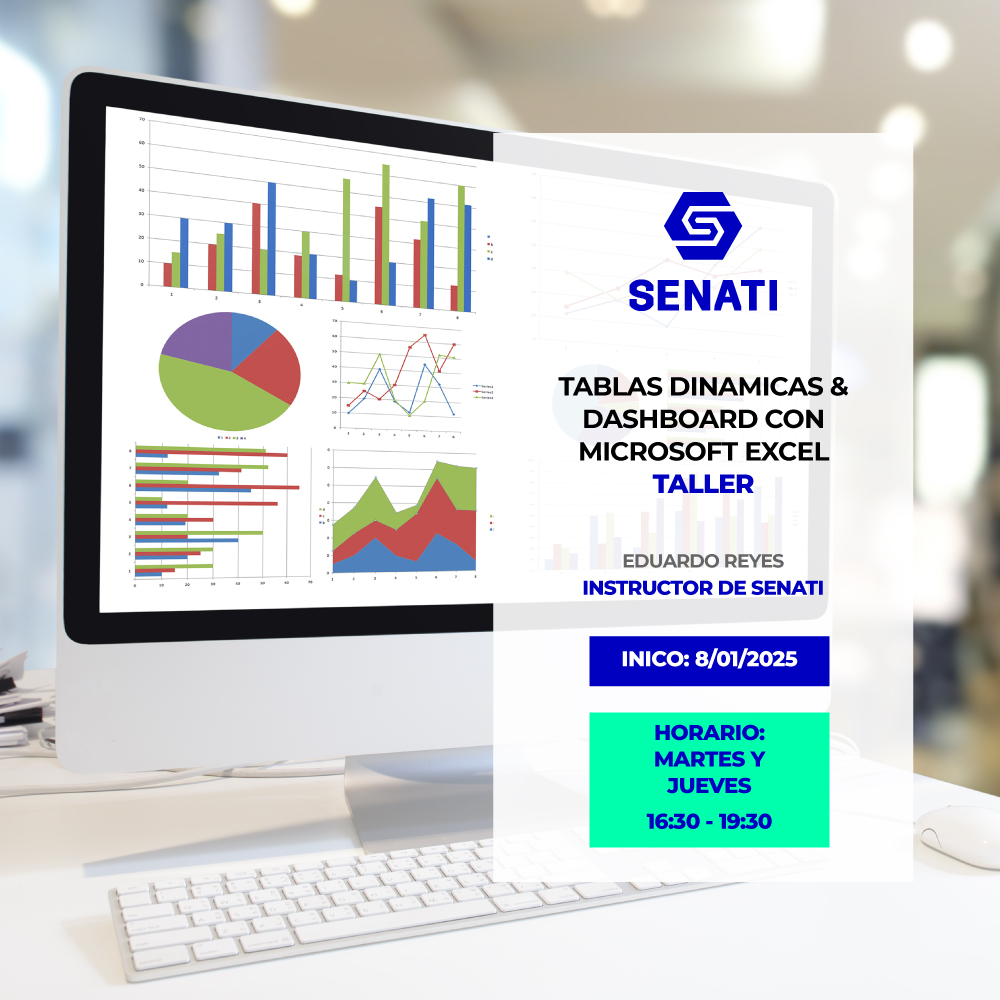 SENATI
TABLAS DINAMICAS &
DASHBOARD CON
MICROSOFT EXCEL
TALLER
EDUARDO REYES
INSTRUCTOR DE SENATI
INICO: 8/01/2025
HORARIO:
MARTES Y
JUEVES
16:30 - 19:30